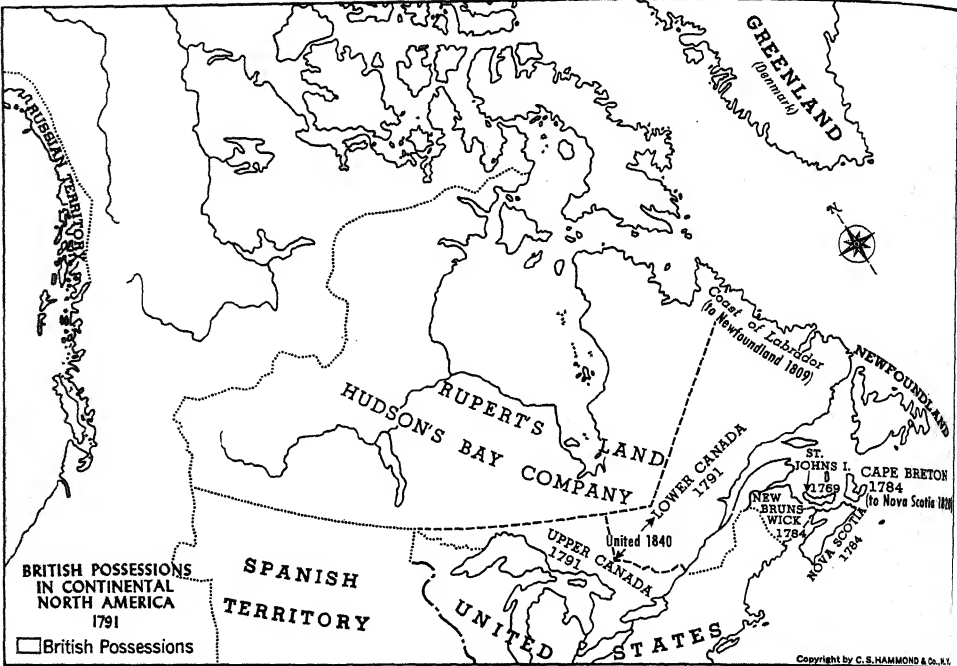 GREENLAND
(Denmark)
RUSSIAN TERRITORY
N
Coast of Labrador
(to Newfoundland 1809)
NEWFOUNDLAND
RUPERT'S LAND
HUDSON'S BAY COMPANY
LOWER CANADA
1791
ST.
JOHNS I.
1769
CAPE BRETON
1784
(to Nova Scotia 1820)
NEW
BRUNS
WICK
1784
NOVA SCOTIA
1784
United 1840
UPPER CANADA
1791
SPANISH
TERRITORY
UNITED STATES
BRITISH POSSESSIONS
IN CONTINENTAL
NORTH AMERICA
1791
British Possessions
Copyright by C. S. HAMMOND & Co., N.Y.